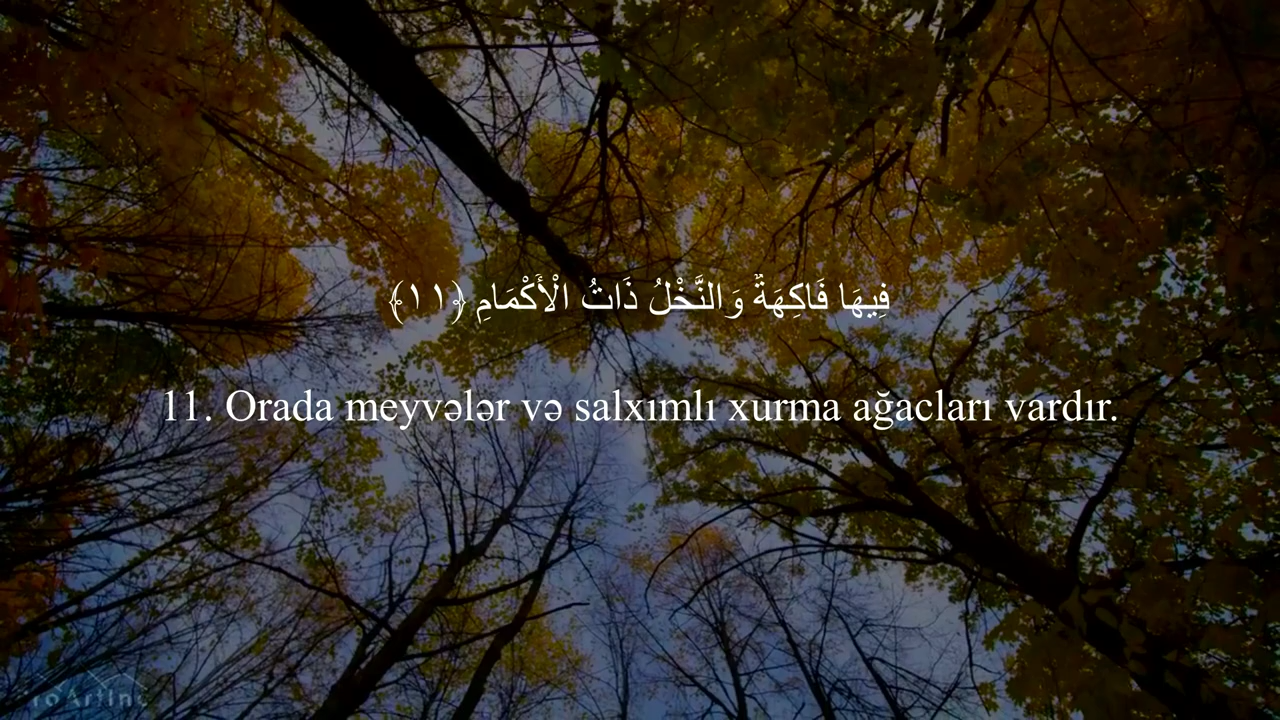 فِيهَا فَاكِهَةٌ وَالنَّخْلُ ذَاتُ الْأَكْمَامِ ﴿١١﴾
11. Orada meyvələr və salxımlı xurma ağacları vardır.